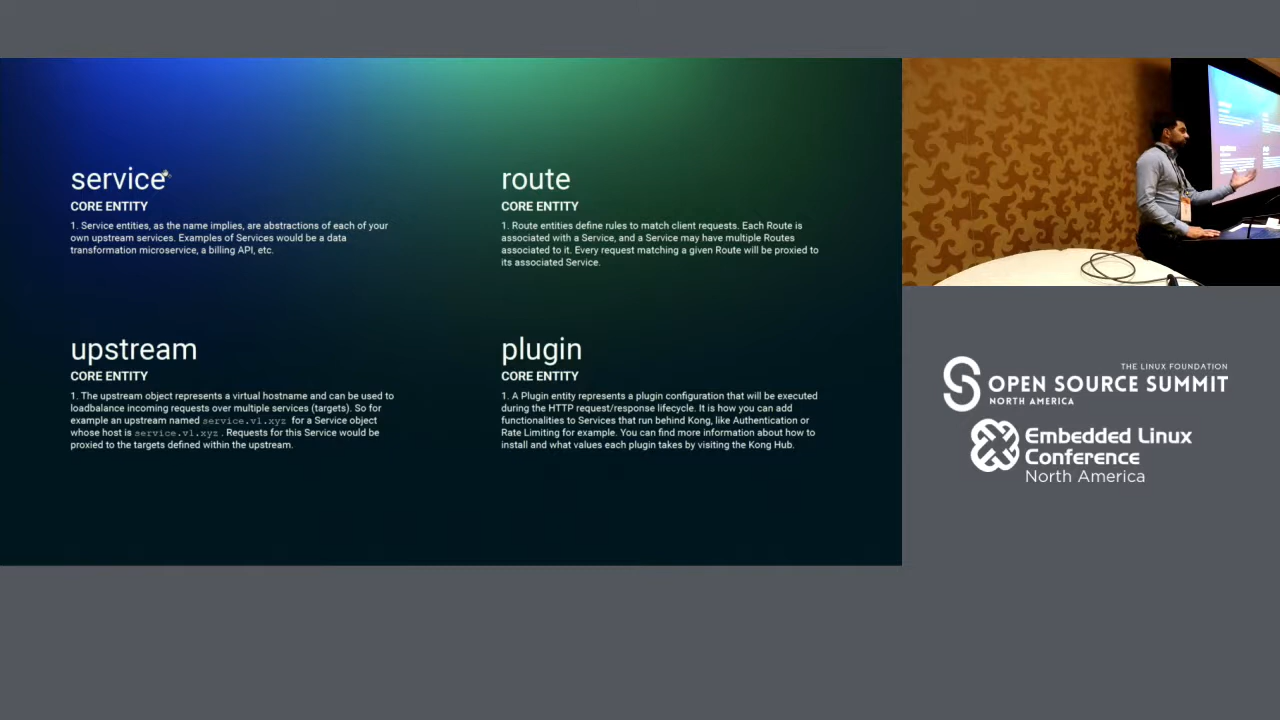 service
CORE ENTITY
1. Service entities, as the name implies, are abstractions of each of your
own upstream services. Examples of Services would be a data
transformation microservice, a billing API, etc.
route
CORE ENTITY
1. Route entities define rules to match client requests. Each Route is
associated with a Service, and a Service may have multiple Routes
associated to it. Every request matching a given Route will be proxied to
its associated Service.
upstream
CORE ENTITY
1. The upstream object represents a virtual hostname and can be used to
loadbalance incoming requests over multiple services (targets). So for
example an upstream named service.v1.xyz for a Service object
whose host is service.v1.xyz. Requests for this Service would be
proxied to the targets defined within the upstream.
plugin
CORE ENTITY
1. A Plugin entity represents a plugin configuration that will be executed
during the HTTP request/response lifecycle. It is how you can add
functionalities to Services that run behind Kong, like Authentication or
Rate Limiting for example. You can find more information about how to
install and what values each plugin takes by visiting the Kong Hub.
THE LINUX FOUNDATION
OPEN SOURCE SUMMIT
NORTH AMERICA
Embedded Linux
Conference
North America